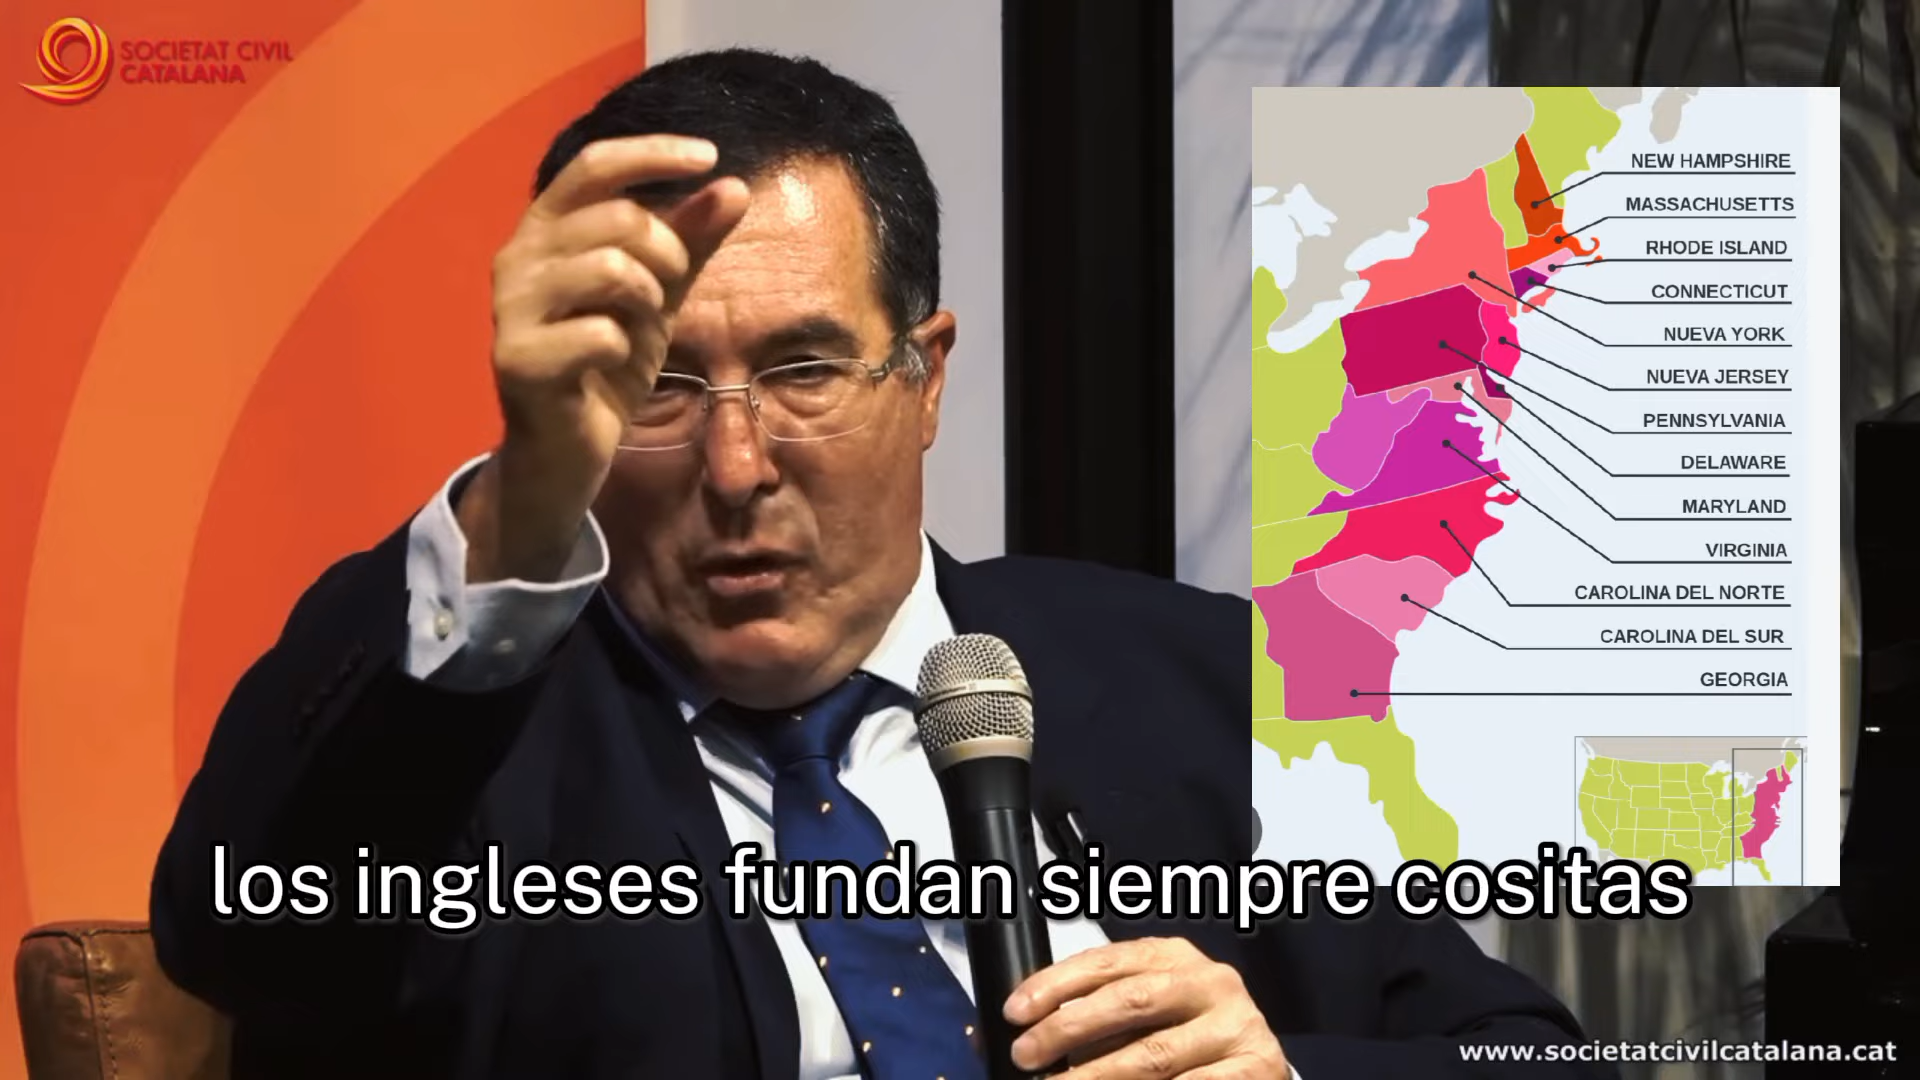 SOCIETAT CIVIL
CATALANA
NEW HAMPSHIRE
MASSACHUSETTS
RHODE ISLAND
CONNECTICUT
NUEVA YORK
NUEVA JERSEY
PENNSYLVANIA
DELAWARE
MARYLAND
VIRGINIA
CAROLINA DEL NORTE
CAROLINA DEL SUR
GEORGIA
los ingleses fundan siempre cositas
www.societatcivilcatalana.cat